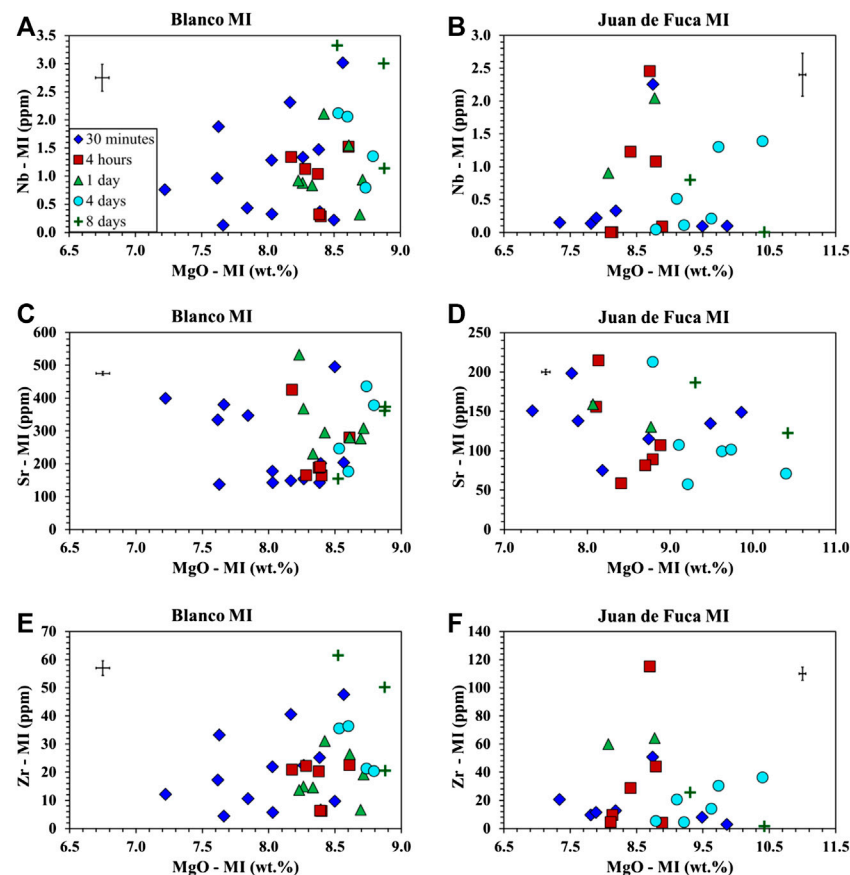 A Blanco MI
3.5
3.0
2.5
2.0
1.5
1.0
0.5
0.0
Nb - MI (ppm)
30 minutes
4 hours
1 day
4 days
8 days
6.5 7.0 7.5 8.0 8.5 9.0
MgO - MI (wt.%)
B Juan de Fuca MI
3.0
2.5
2.0
1.5
1.0
0.5
0.0
Nb - MI (ppm)
6.5 7.5 8.5 9.5 10.5 11.5
MgO - MI (wt.%)
C Blanco MI
600
500
400
300
200
100
0
Sr - MI (ppm)
6.5 7.0 7.5 8.0 8.5 9.0
MgO - MI (wt.%)
D Juan de Fuca MI
250
200
150
100
50
0
Sr - MI (ppm)
7.0 8.0 9.0 10.0 11.0
MgO - MI (wt.%)
E Blanco MI
70
60
50
40
30
20
10
0
Zr - MI (ppm)
6.5 7.0 7.5 8.0 8.5 9.0
MgO - MI (wt.%)
F Juan de Fuca MI
140
120
100
80
60
40
20
0
Zr - MI (ppm)
6.5 7.5 8.5 9.5 10.5 11.5
MgO - MI (wt.%)